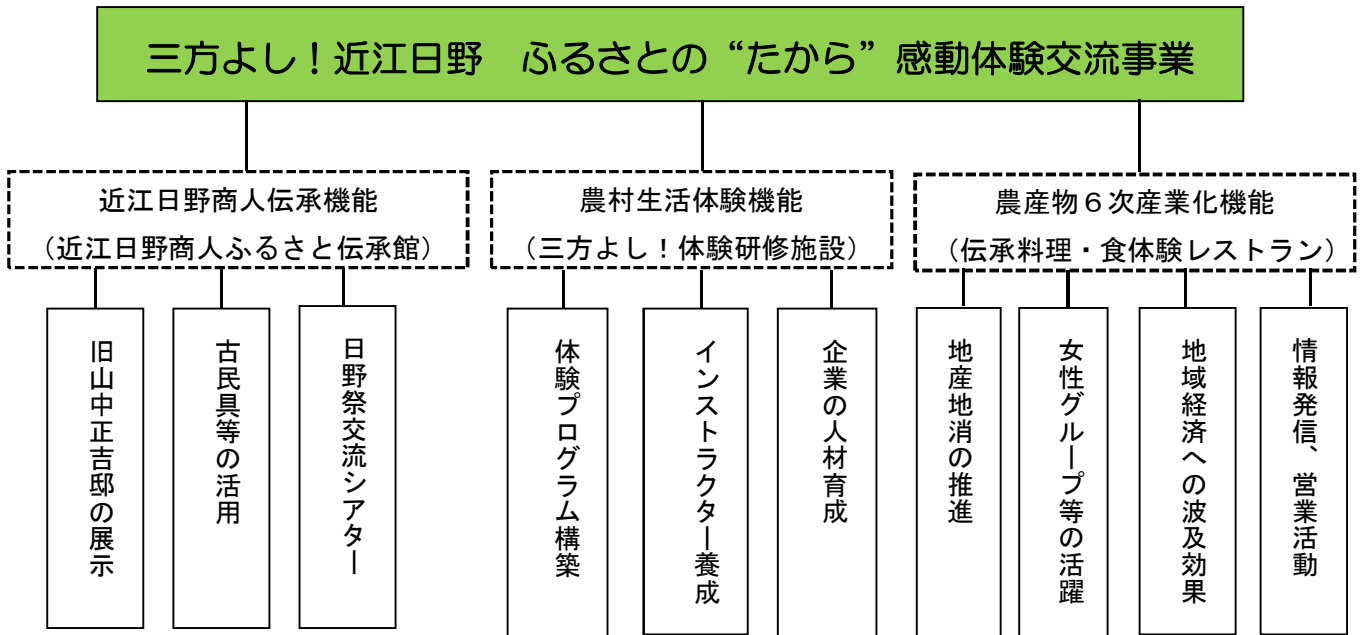 三方よし！近江日野　ふるさとの“たから”感動体験交流事業
近江日野商人伝承機能
（近江日野商人ふるさと伝承館）
農村生活体験機能
（三方よし！体験研修施設）
農産物６次産業化機能
（伝承料理・食体験レストラン）
旧山中正吉邸の展示
古民具等の活用
日野祭交流シアター
体験プログラム構築
インストラクター養成
企業の人材育成
地産地消の推進
女性グループ等の活躍
地域経済への波及効果
情報発信、営業活動